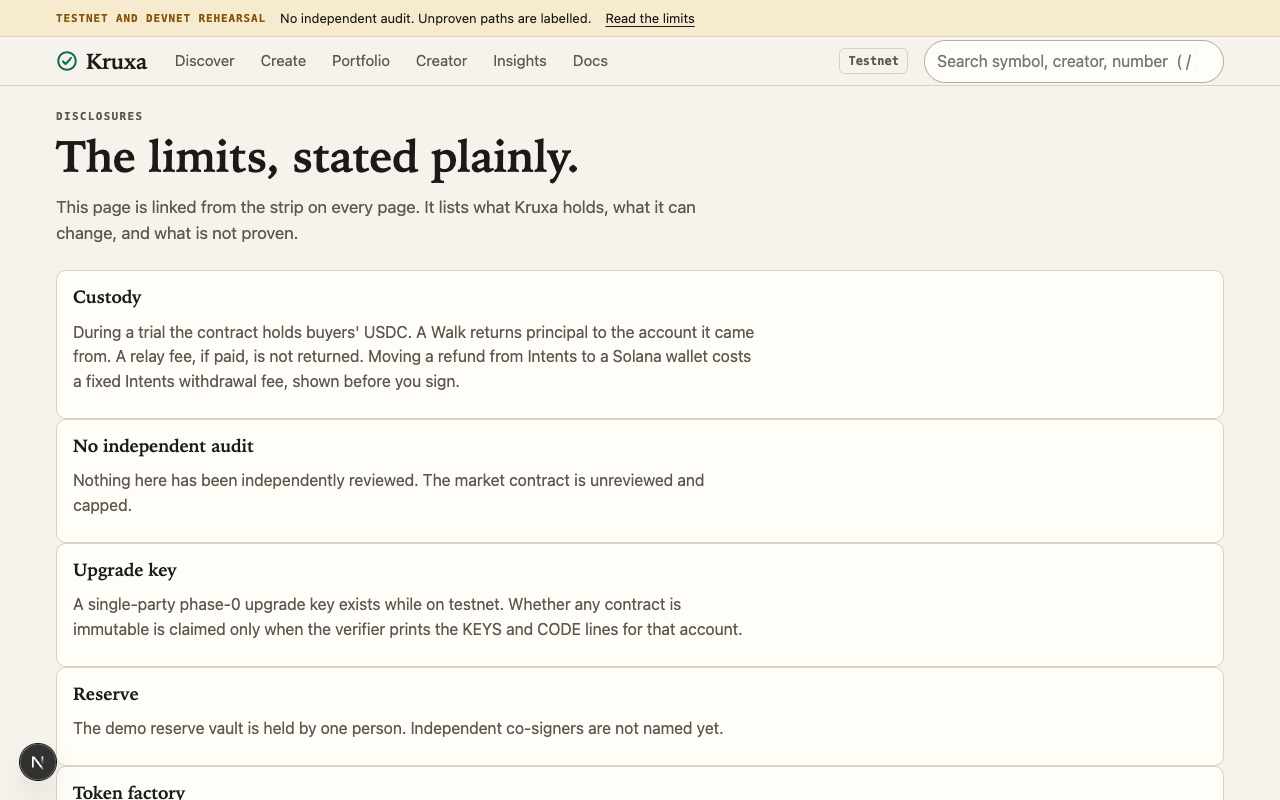 TESTNET AND DEVNET REHEARSAL No independent audit. Unproven paths are labelled. Read the limits
Kruxa Discover Create Portfolio Creator Insights Docs Testnet Search symbol, creator, number ( /
DISCLOSURES
The limits, stated plainly.
This page is linked from the strip on every page. It lists what Kruxa holds, what it can
change, and what is not proven.
Custody
During a trial the contract holds buyers' USDC. A Walk returns principal to the account it came
from. A relay fee, if paid, is not returned. Moving a refund from Intents to a Solana wallet costs
a fixed Intents withdrawal fee, shown before you sign.
No independent audit
Nothing here has been independently reviewed. The market contract is unreviewed and
capped.
Upgrade key
A single-party phase-0 upgrade key exists while on testnet. Whether any contract is
immutable is claimed only when the verifier prints the KEYS and CODE lines for that account.
Reserve
The demo reserve vault is held by one person. Independent co-signers are not named yet.
N
Token factory